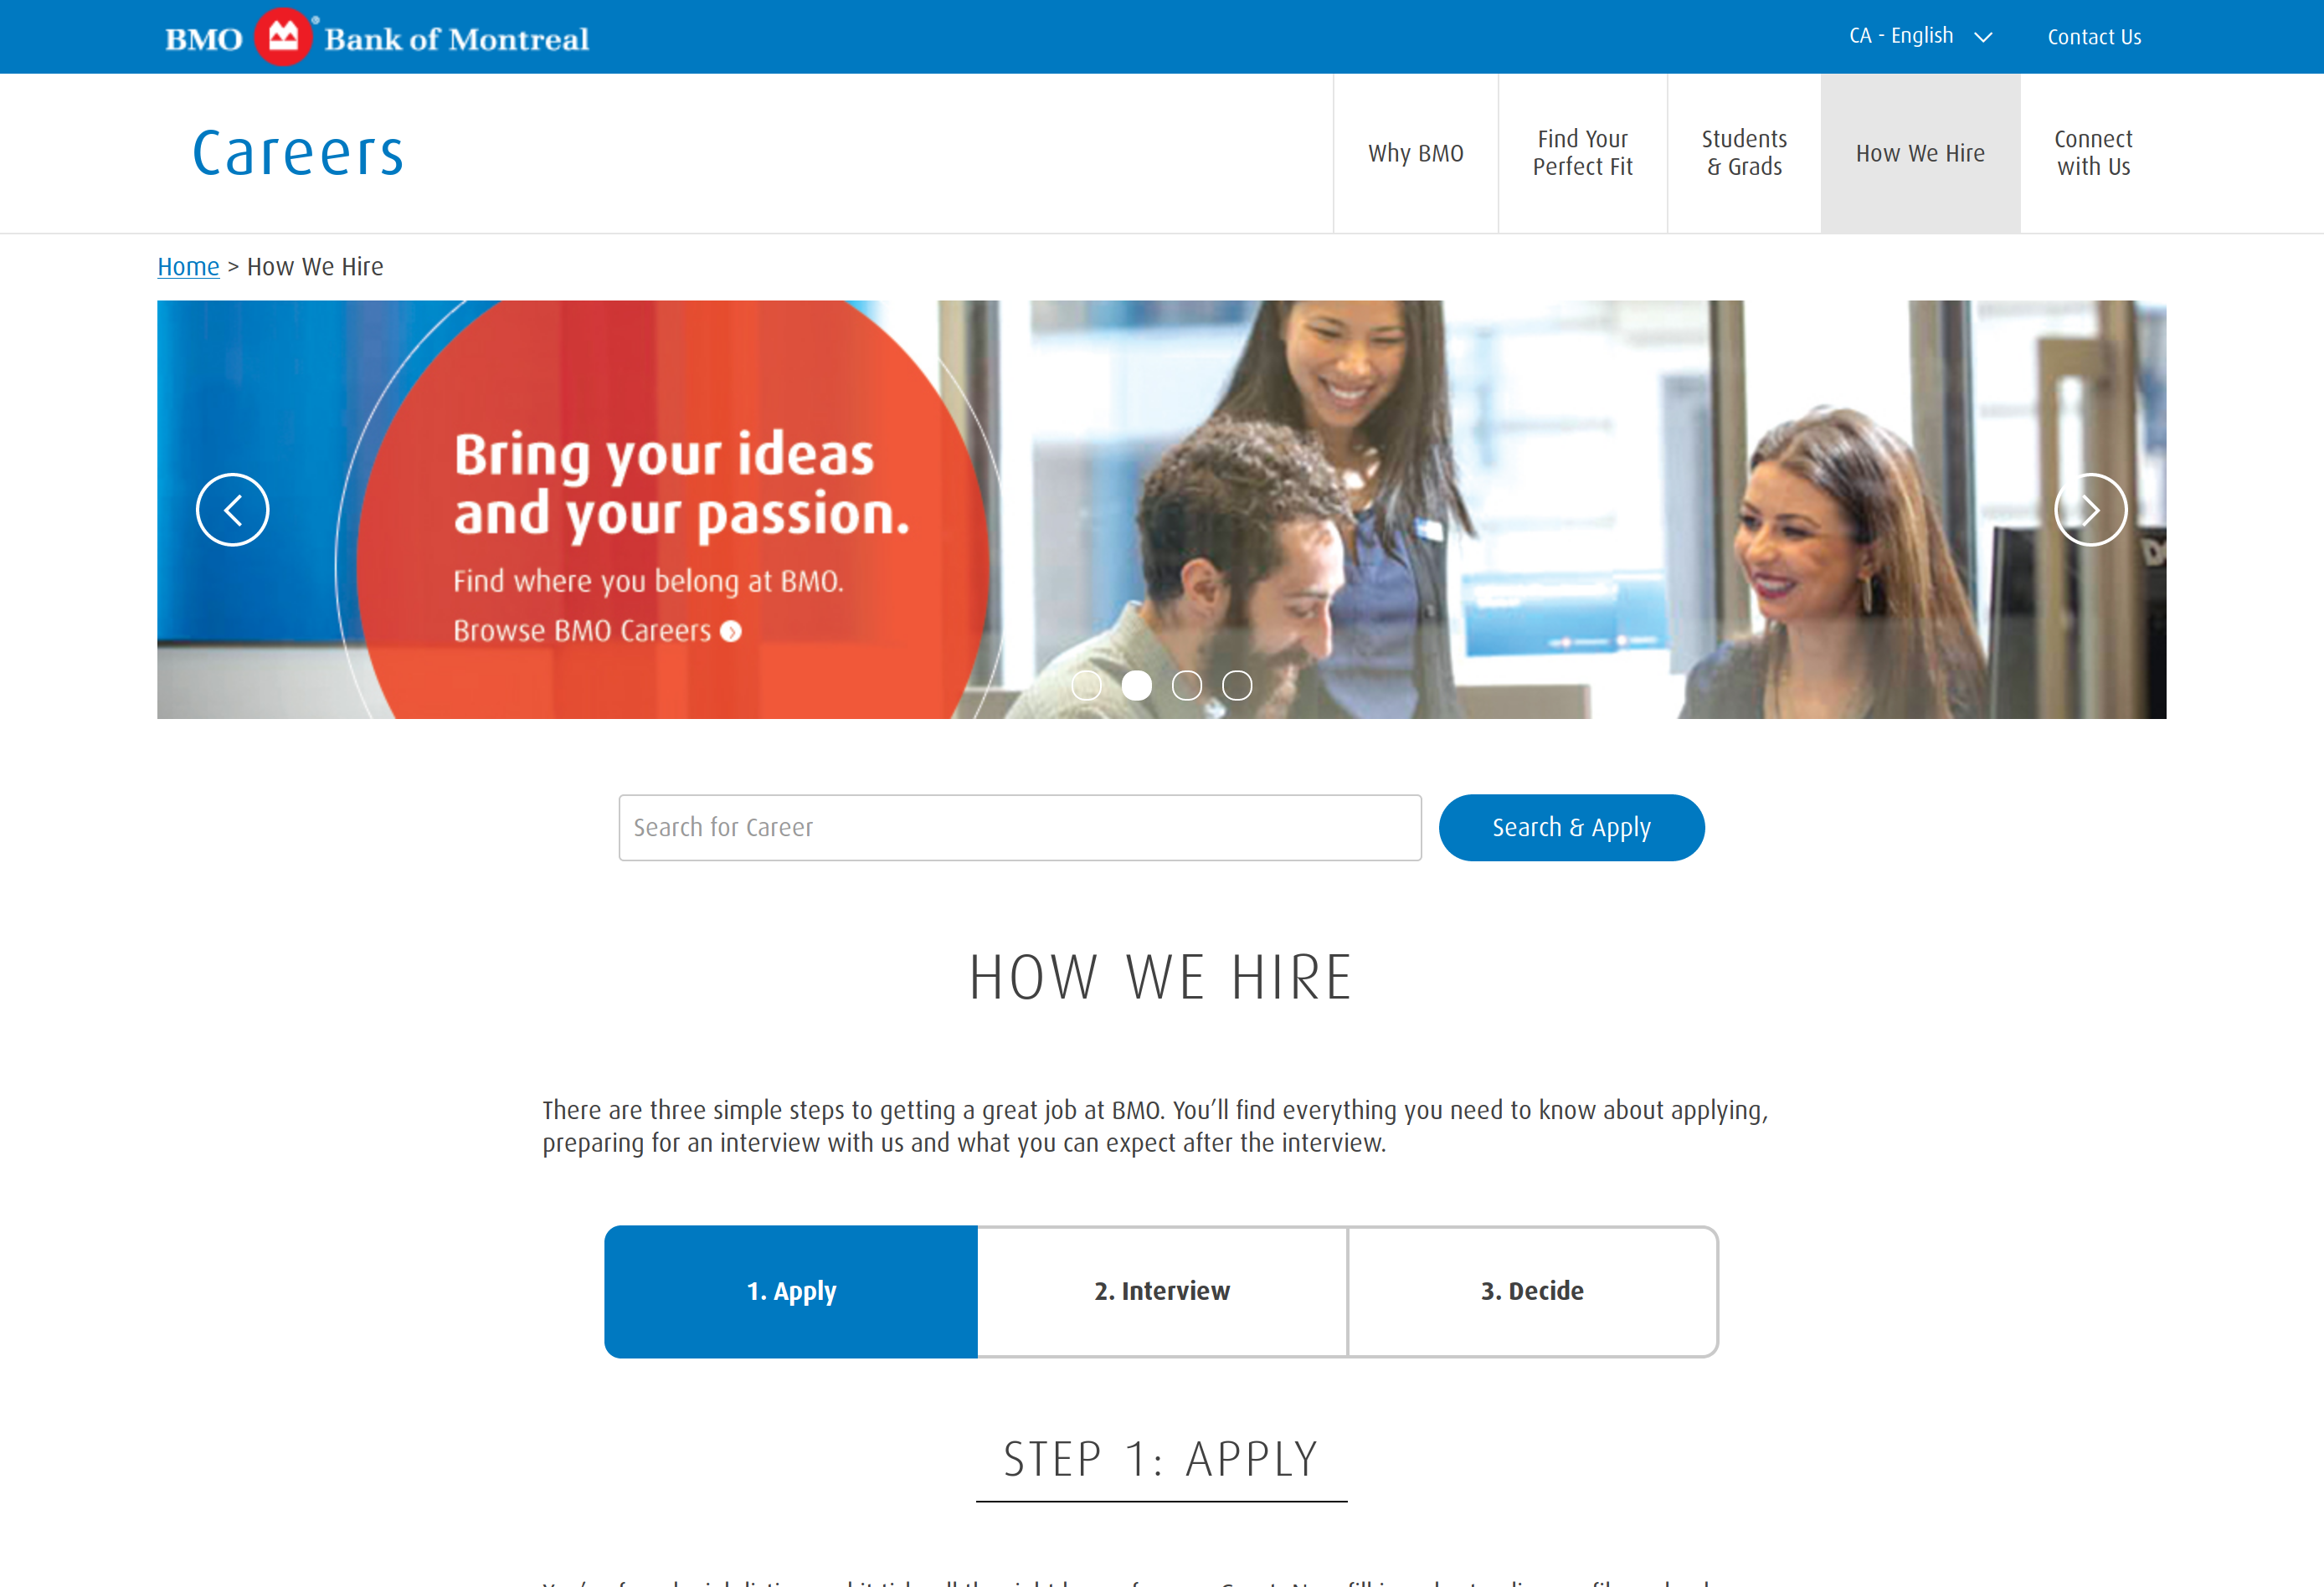 BMO Bank of Montreal
CA - English
Contact Us
Careers
Why BMO
Find Your
Perfect Fit
Students
& Grads
How We Hire
Connect
with Us
Home > How We Hire
Bring your ideas
and your passion.
Find where you belong at BMO.
Browse BMO Careers
Search for Career
Search & Apply
HOW WE HIRE
There are three simple steps to getting a great job at BMO. You’ll find everything you need to know about applying,
preparing for an interview with us and what you can expect after the interview.
1. Apply
2. Interview
3. Decide
STEP 1: APPLY